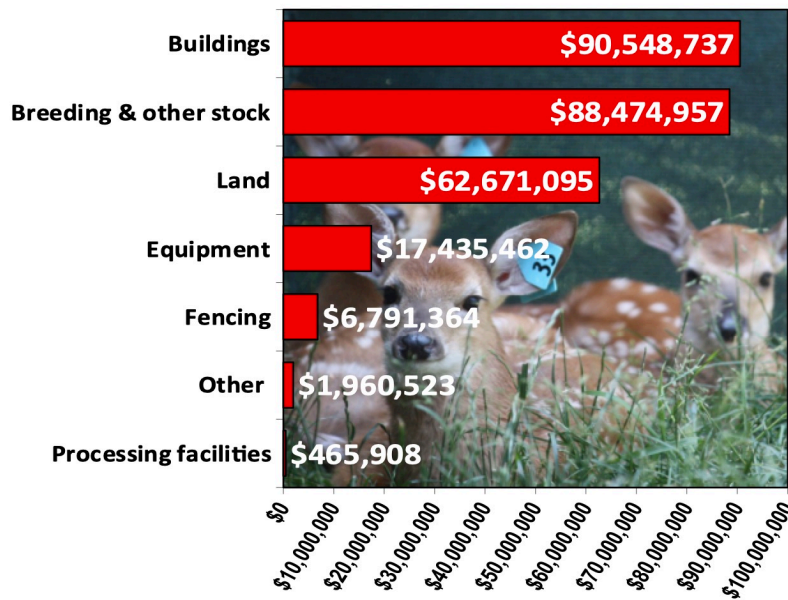 Buildings
$90,548,737
Breeding & other stock
$88,474,957
Land
$62,671,095
Equipment
$17,435,462
33
Fencing
$6,791,364
Other
$1,960,523
Processing facilities
$465,908
$0
$10,000,000
$20,000,000
$30,000,000
$40,000,000
$50,000,000
$60,000,000
$70,000,000
$80,000,000
$90,000,000
$100,000,000